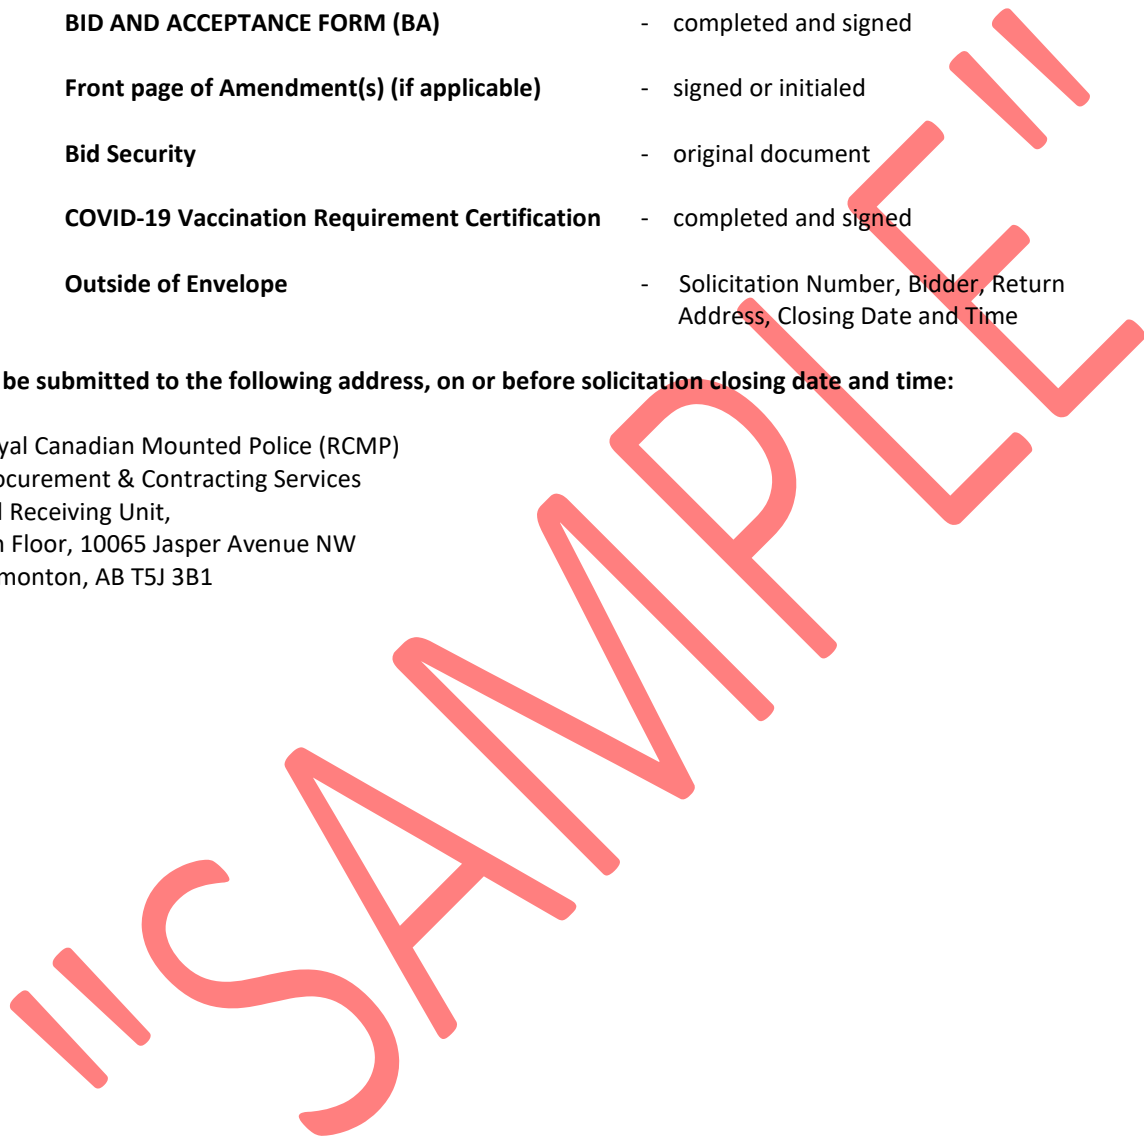 BID AND ACCEPTANCE FORM (BA) - completed and signed
Front page of Amendment(s) (if applicable) - signed or initialed
Bid Security - original document
COVID-19 Vaccination Requirement Certification - completed and signed
Outside of Envelope - Solicitation Number, Bidder, Return
Address, Closing Date and Time
be submitted to the following address, on or before solicitation closing date and time:
Canadian Mounted Police (RCMP)
& Contracting Services
Receiving Unit,
Floor, 10065 Jasper Avenue NW
AB T5J 3B1
"SAMPLE"